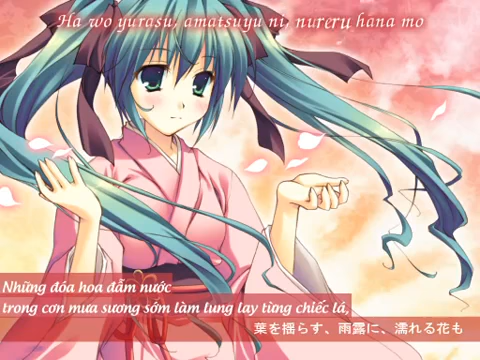 Ha wo yurasu, amatsuyu ni, nureru hana mo
Những đóa hoa đẫm nước
trong cơn mưa sương sớm làm lung lay từng chiếc lá,
葉を揺らす、雨露に、濡れる花も